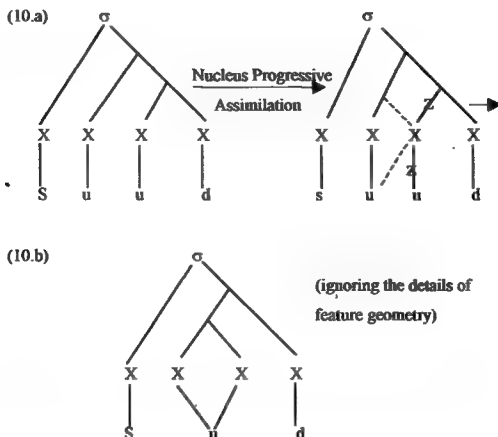 (10.a)
σ σ
Nucleus Progressive
Assimilation
Z
X X X X X X X X
Z
S u u d s u u d
(10.b)
σ
(ignoring the details of
feature geometry)
X X X X
S u d